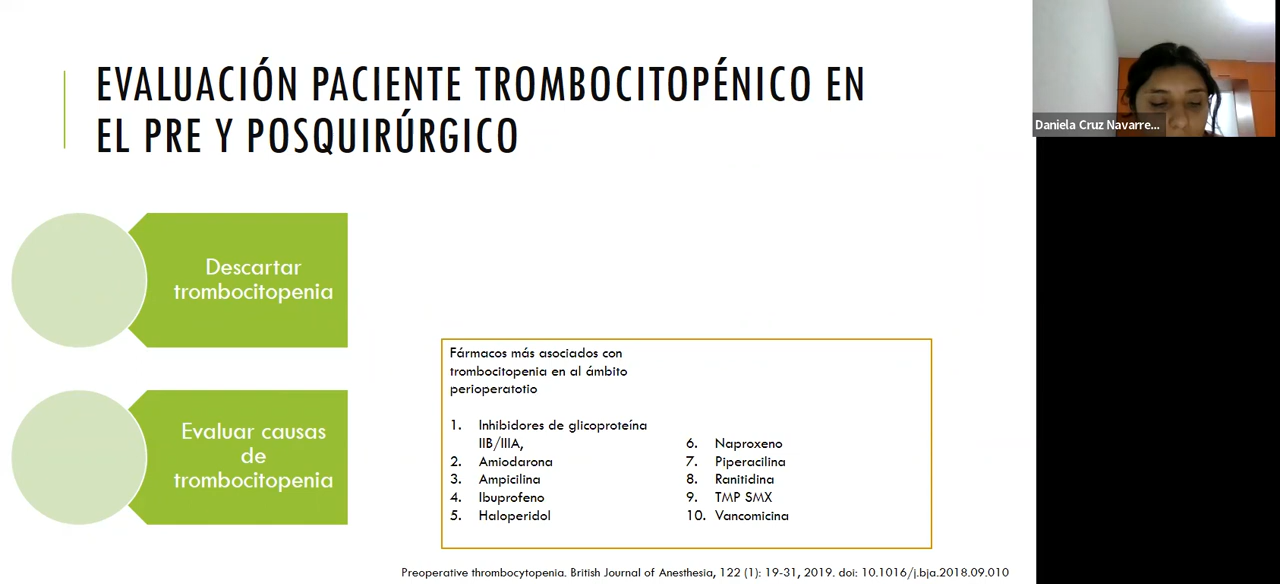 EVALUACIÓN PACIENTE TROMBOCITOPÉNICO EN
EL PRE Y POSQUIRÚRGICO
Daniela Cruz Navarre...
Descartar
trombocitopenia
Evaluar causas
de
trombocitopenia
Fármacos más asociados con
trombocitopenia en al ámbito
perioperatotio
1. Inhibidores de glicoproteína
IIB/IIIA,
2. Amiodarona
3. Ampicilina
4. Ibuprofeno
5. Haloperidol
6. Naproxeno
7. Piperacilina
8. Ranitidina
9. TMP SMX
10. Vancomicina
Preoperative thrombocytopenia. British Journal of Anesthesia, 122 (1): 19-31, 2019. doi: 10.1016/j.bja.2018.09.010